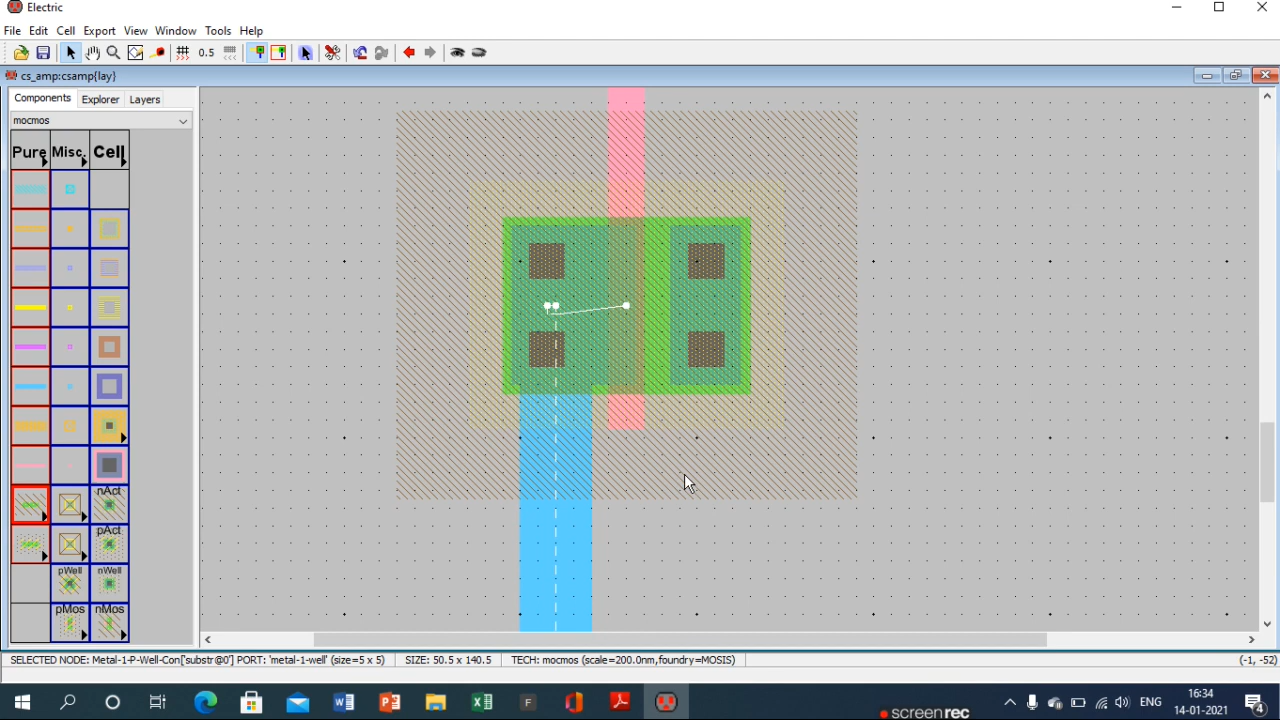 Electric
File Edit Cell Export View Window Tools Help
0.5
cs_amp:csamp{lay}
Components Explorer Layers
mocmos
Pure Misc. Cell
nAct
pAct
pWell nWell
pMos nMos
SELECTED NODE: Metal-1-P-Well-Con['substr@0'] PORT: 'metal-1-well' (size=5 x 5) SIZE: 50.5 x 140.5 TECH: mocmos (scale=200.0nm,foundry=MOSIS) (-1, -52)
ENG 16:34
14-01-2021
4
screenrec